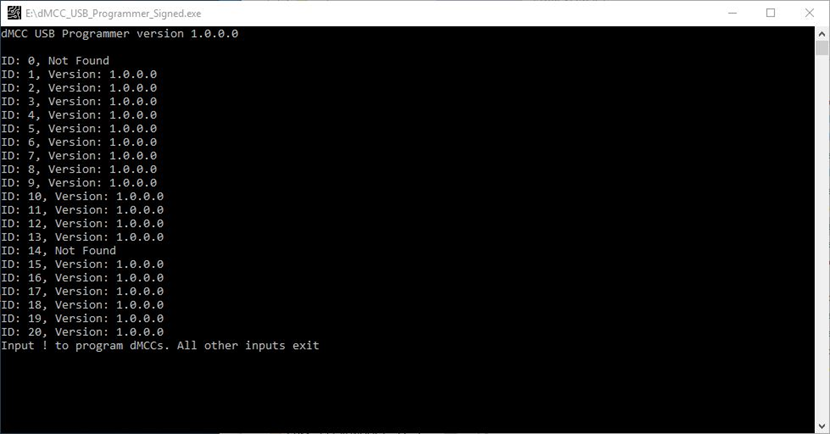 E:\dMCC_USB_Programmer_Signed.exe
dMCC USB Programmer version 1.0.0.0
ID: 0, Not Found
ID: 1, Version: 1.0.0.0
ID: 2, Version: 1.0.0.0
ID: 3, Version: 1.0.0.0
ID: 4, Version: 1.0.0.0
ID: 5, Version: 1.0.0.0
ID: 6, Version: 1.0.0.0
ID: 7, Version: 1.0.0.0
ID: 8, Version: 1.0.0.0
ID: 9, Version: 1.0.0.0
ID: 10, Version: 1.0.0.0
ID: 11, Version: 1.0.0.0
ID: 12, Version: 1.0.0.0
ID: 13, Version: 1.0.0.0
ID: 14, Not Found
ID: 15, Version: 1.0.0.0
ID: 16, Version: 1.0.0.0
ID: 17, Version: 1.0.0.0
ID: 18, Version: 1.0.0.0
ID: 19, Version: 1.0.0.0
ID: 20, Version: 1.0.0.0
Input ! to program dMCCs. All other inputs exit